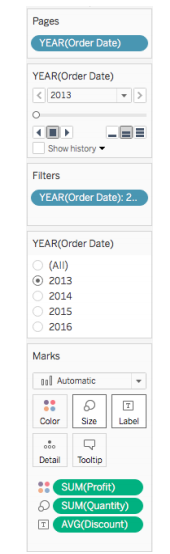 Pages
YEAR(Order Date)
YEAR(Order Date)
2013
Show history
Filters
YEAR(Order Date): 2..
YEAR(Order Date)
(All)
2013
2014
2015
2016
Marks
Automatic
Color Size Label
Detail Tooltip
SUM(Profit)
SUM(Quantity)
T AVG(Discount)